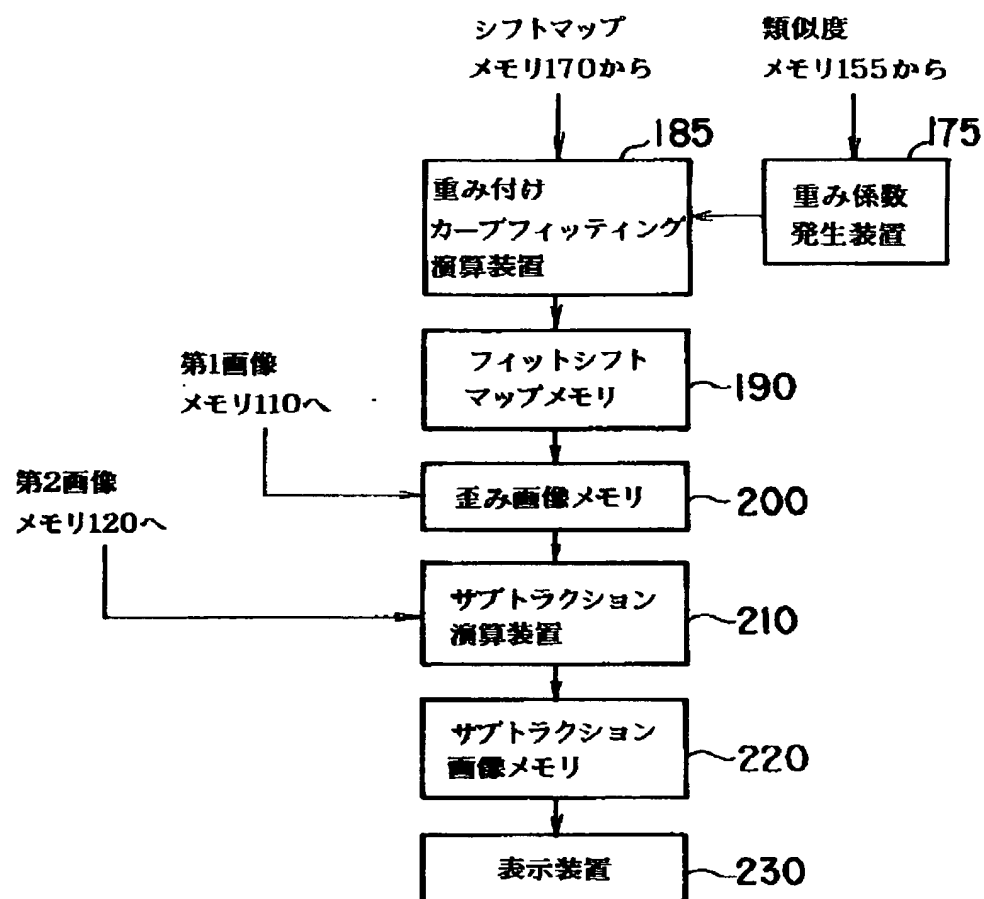 シフトマップ
メモリ170から
類似度
メモリ155から
185
175
重み付け
カーブフィッティング
演算装置
重み係数
発生装置
フィットシフト
マップメモリ
190
第1画像
メモリ110へ
歪み画像メモリ
200
第2画像
メモリ120へ
サブトラクション
演算装置
210
サブトラクション
画像メモリ
220
表示装置
230